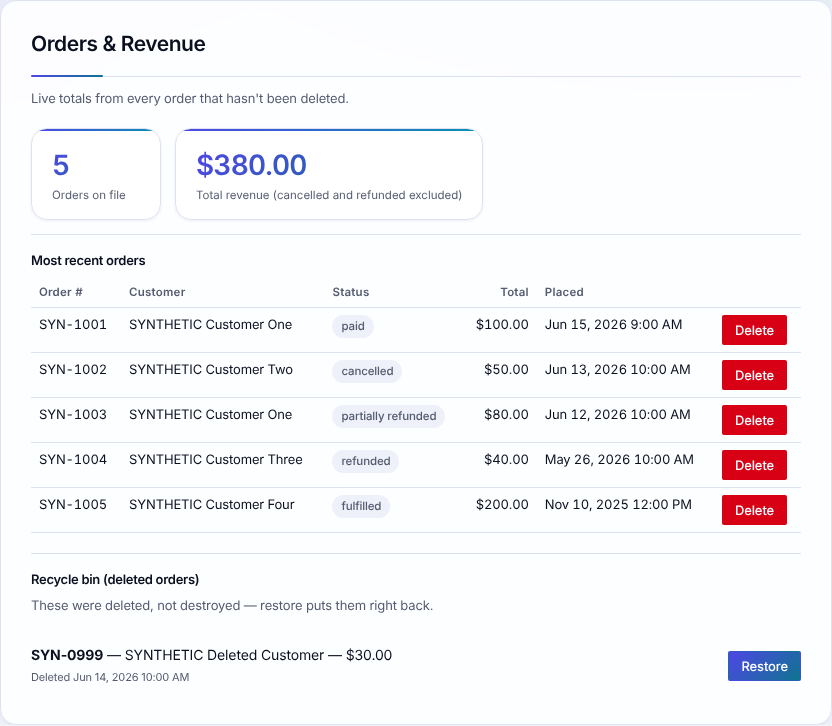 Orders & Revenue
Live totals from every order that hasn't been deleted.
5
Orders on file
$380.00
Total revenue (cancelled and refunded excluded)
Most recent orders
Order # Customer Status Total Placed
SYN-1001 SYNTHETIC Customer One paid $100.00 Jun 15, 2026 9:00 AM Delete
SYN-1002 SYNTHETIC Customer Two cancelled $50.00 Jun 13, 2026 10:00 AM Delete
SYN-1003 SYNTHETIC Customer One partially refunded $80.00 Jun 12, 2026 10:00 AM Delete
SYN-1004 SYNTHETIC Customer Three refunded $40.00 May 26, 2026 10:00 AM Delete
SYN-1005 SYNTHETIC Customer Four fulfilled $200.00 Nov 10, 2025 12:00 PM Delete
Recycle bin (deleted orders)
These were deleted, not destroyed — restore puts them right back.
SYN-0999 — SYNTHETIC Deleted Customer — $30.00
Deleted Jun 14, 2026 10:00 AM
Restore